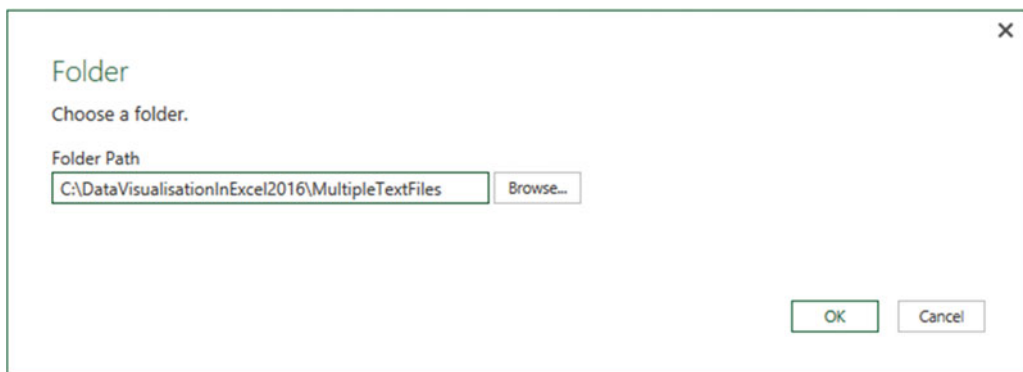 Folder
Choose a folder.
Folder Path
C:\DataVisualisationInExcel2016\MultipleTextFiles Browse...
OK Cancel